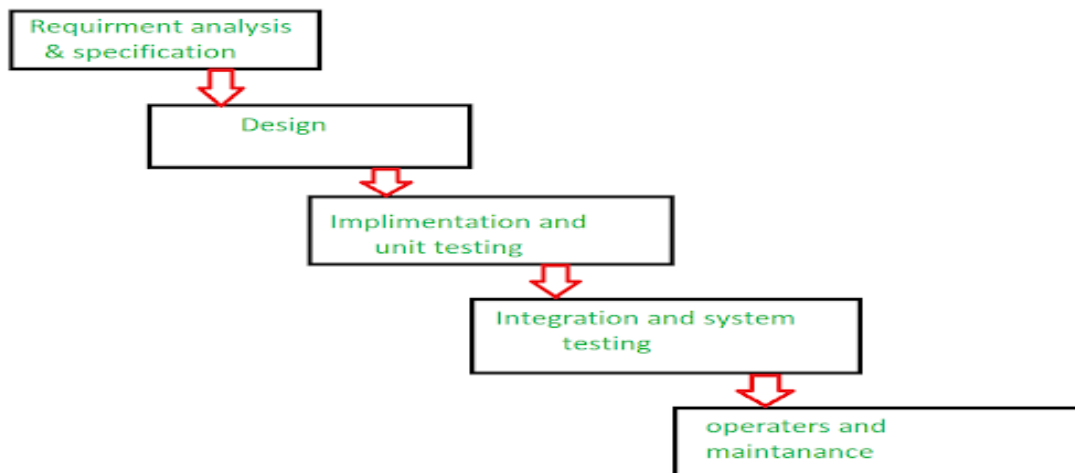 Requirment analysis
& specification
Design
Implimentation and
unit testing
Integration and system
testing
operaters and
maintanance